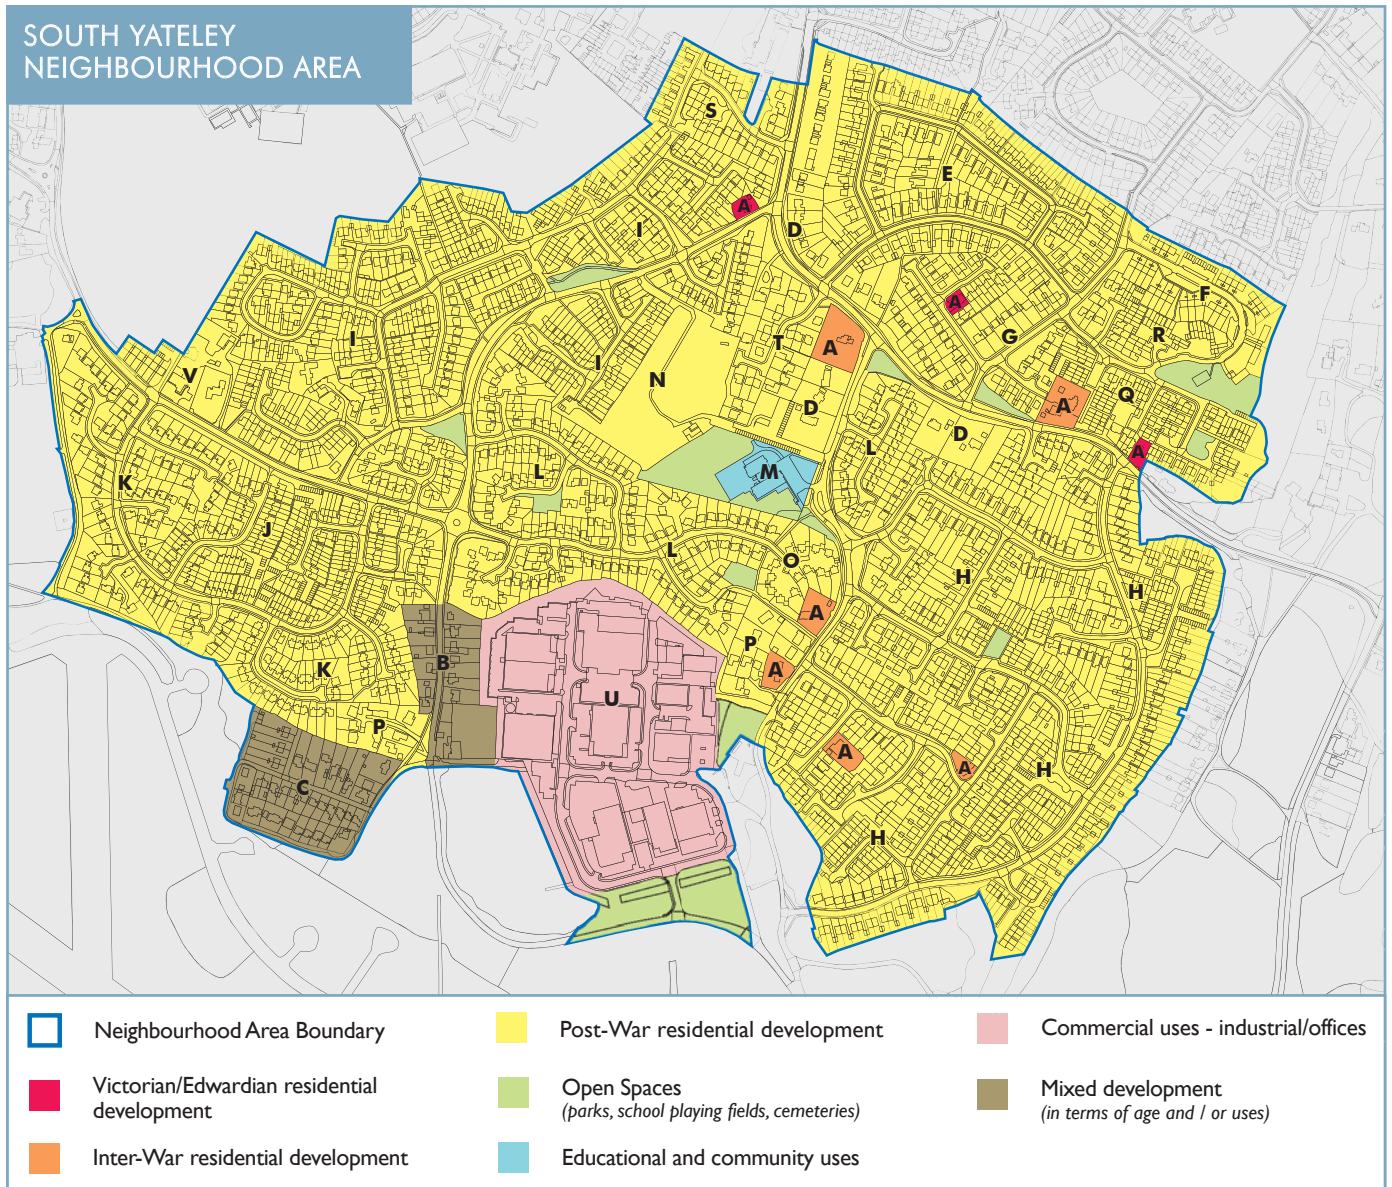 SOUTH YATELEY
NEIGHBOURHOOD AREA
S
E
A
I
D
F
A
G
R
I
T
A
V
I
N
Q
A
D
D
L
A
K
L
M
J
L
O
H
H
A
B
P
K
A
U
P
A
A
H
C
H
Neighbourhood Area Boundary
Post-War residential development
Commercial uses - industrial/offices
Victorian/Edwardian residential
development
Open Spaces
(parks, school playing fields, cemeteries)
Mixed development
(in terms of age and / or uses)
Inter-War residential development
Educational and community uses